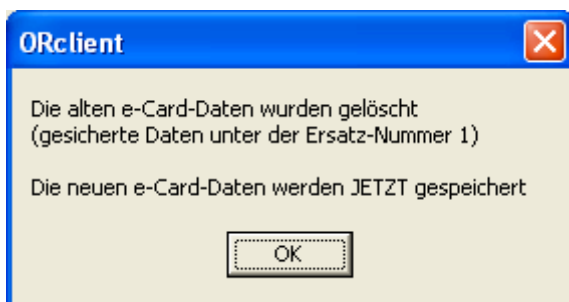 ORclient
Die alten e-Card-Daten wurden gelöscht
(gesicherte Daten unter der Ersatz-Nummer 1)
Die neuen e-Card-Daten werden JETZT gespeichert
OK